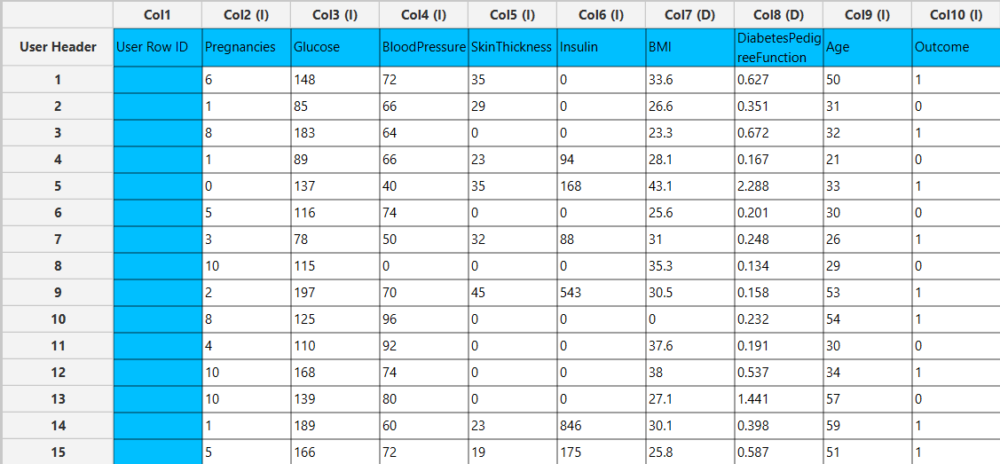 Col1 Col2 (I) Col3 (I) Col4 (I) Col5 (I) Col6 (I) Col7 (D) Col8 (D) Col9 (I) Col10 (I)
User Header User Row ID Pregnancies Glucose BloodPressure SkinThickness Insulin BMI DiabetesPedig
reeFunction Age Outcome
1 6 148 72 35 0 33.6 0.627 50 1
2 1 85 66 29 0 26.6 0.351 31 0
3 8 183 64 0 0 23.3 0.672 32 1
4 1 89 66 23 94 28.1 0.167 21 0
5 0 137 40 35 168 43.1 2.288 33 1
6 5 116 74 0 0 25.6 0.201 30 0
7 3 78 50 32 88 31 0.248 26 1
8 10 115 0 0 0 35.3 0.134 29 0
9 2 197 70 45 543 30.5 0.158 53 1
10 8 125 96 0 0 0 0.232 54 1
11 4 110 92 0 0 37.6 0.191 30 0
12 10 168 74 0 0 38 0.537 34 1
13 10 139 80 0 0 27.1 1.441 57 0
14 1 189 60 23 846 30.1 0.398 59 1
15 5 166 72 19 175 25.8 0.587 51 1